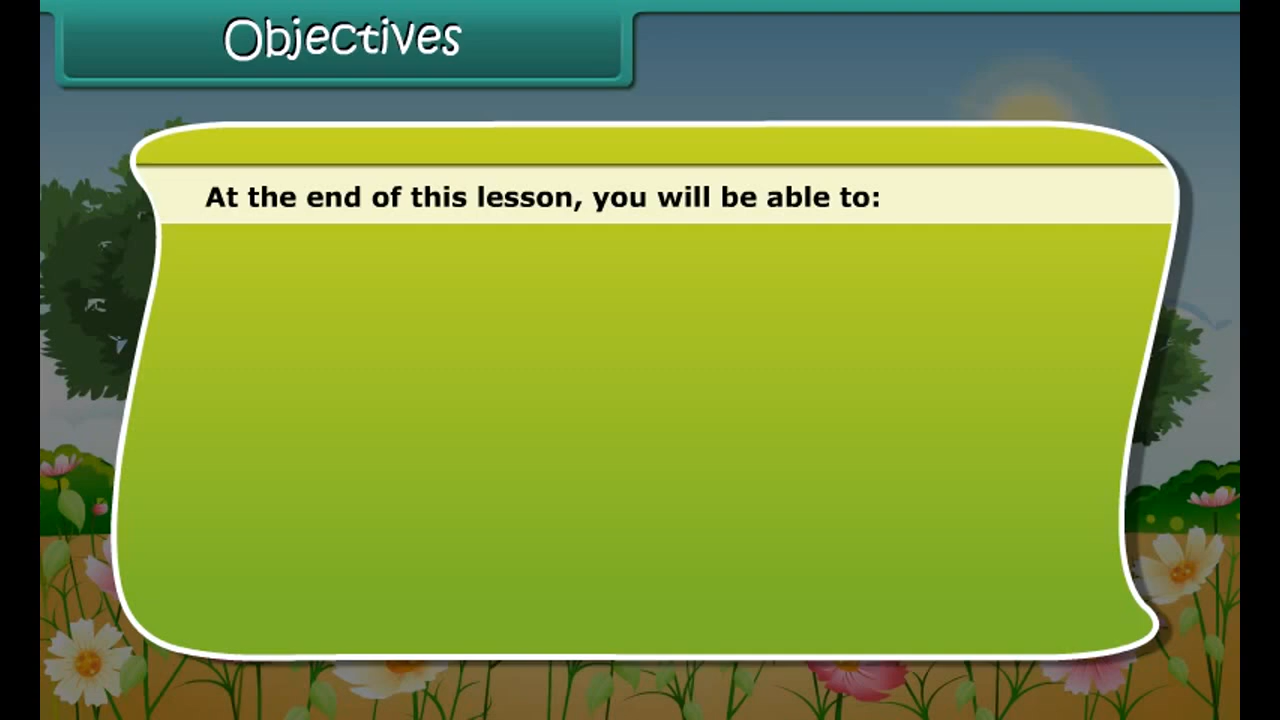 Objectives
At the end of this lesson, you will be able to: